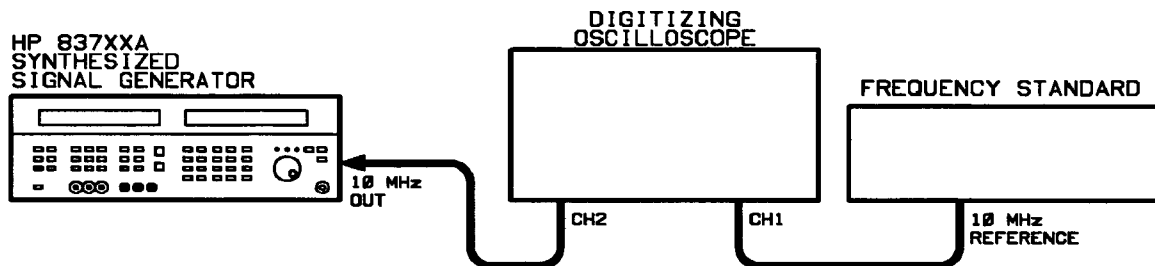 HP 837XXA
SYNTHESIZED
SIGNAL GENERATOR
DIGITIZING
OSCILLOSCOPE
FREQUENCY STANDARD
10 MHz
OUT
CH2
CH1
10 MHz
REFERENCE